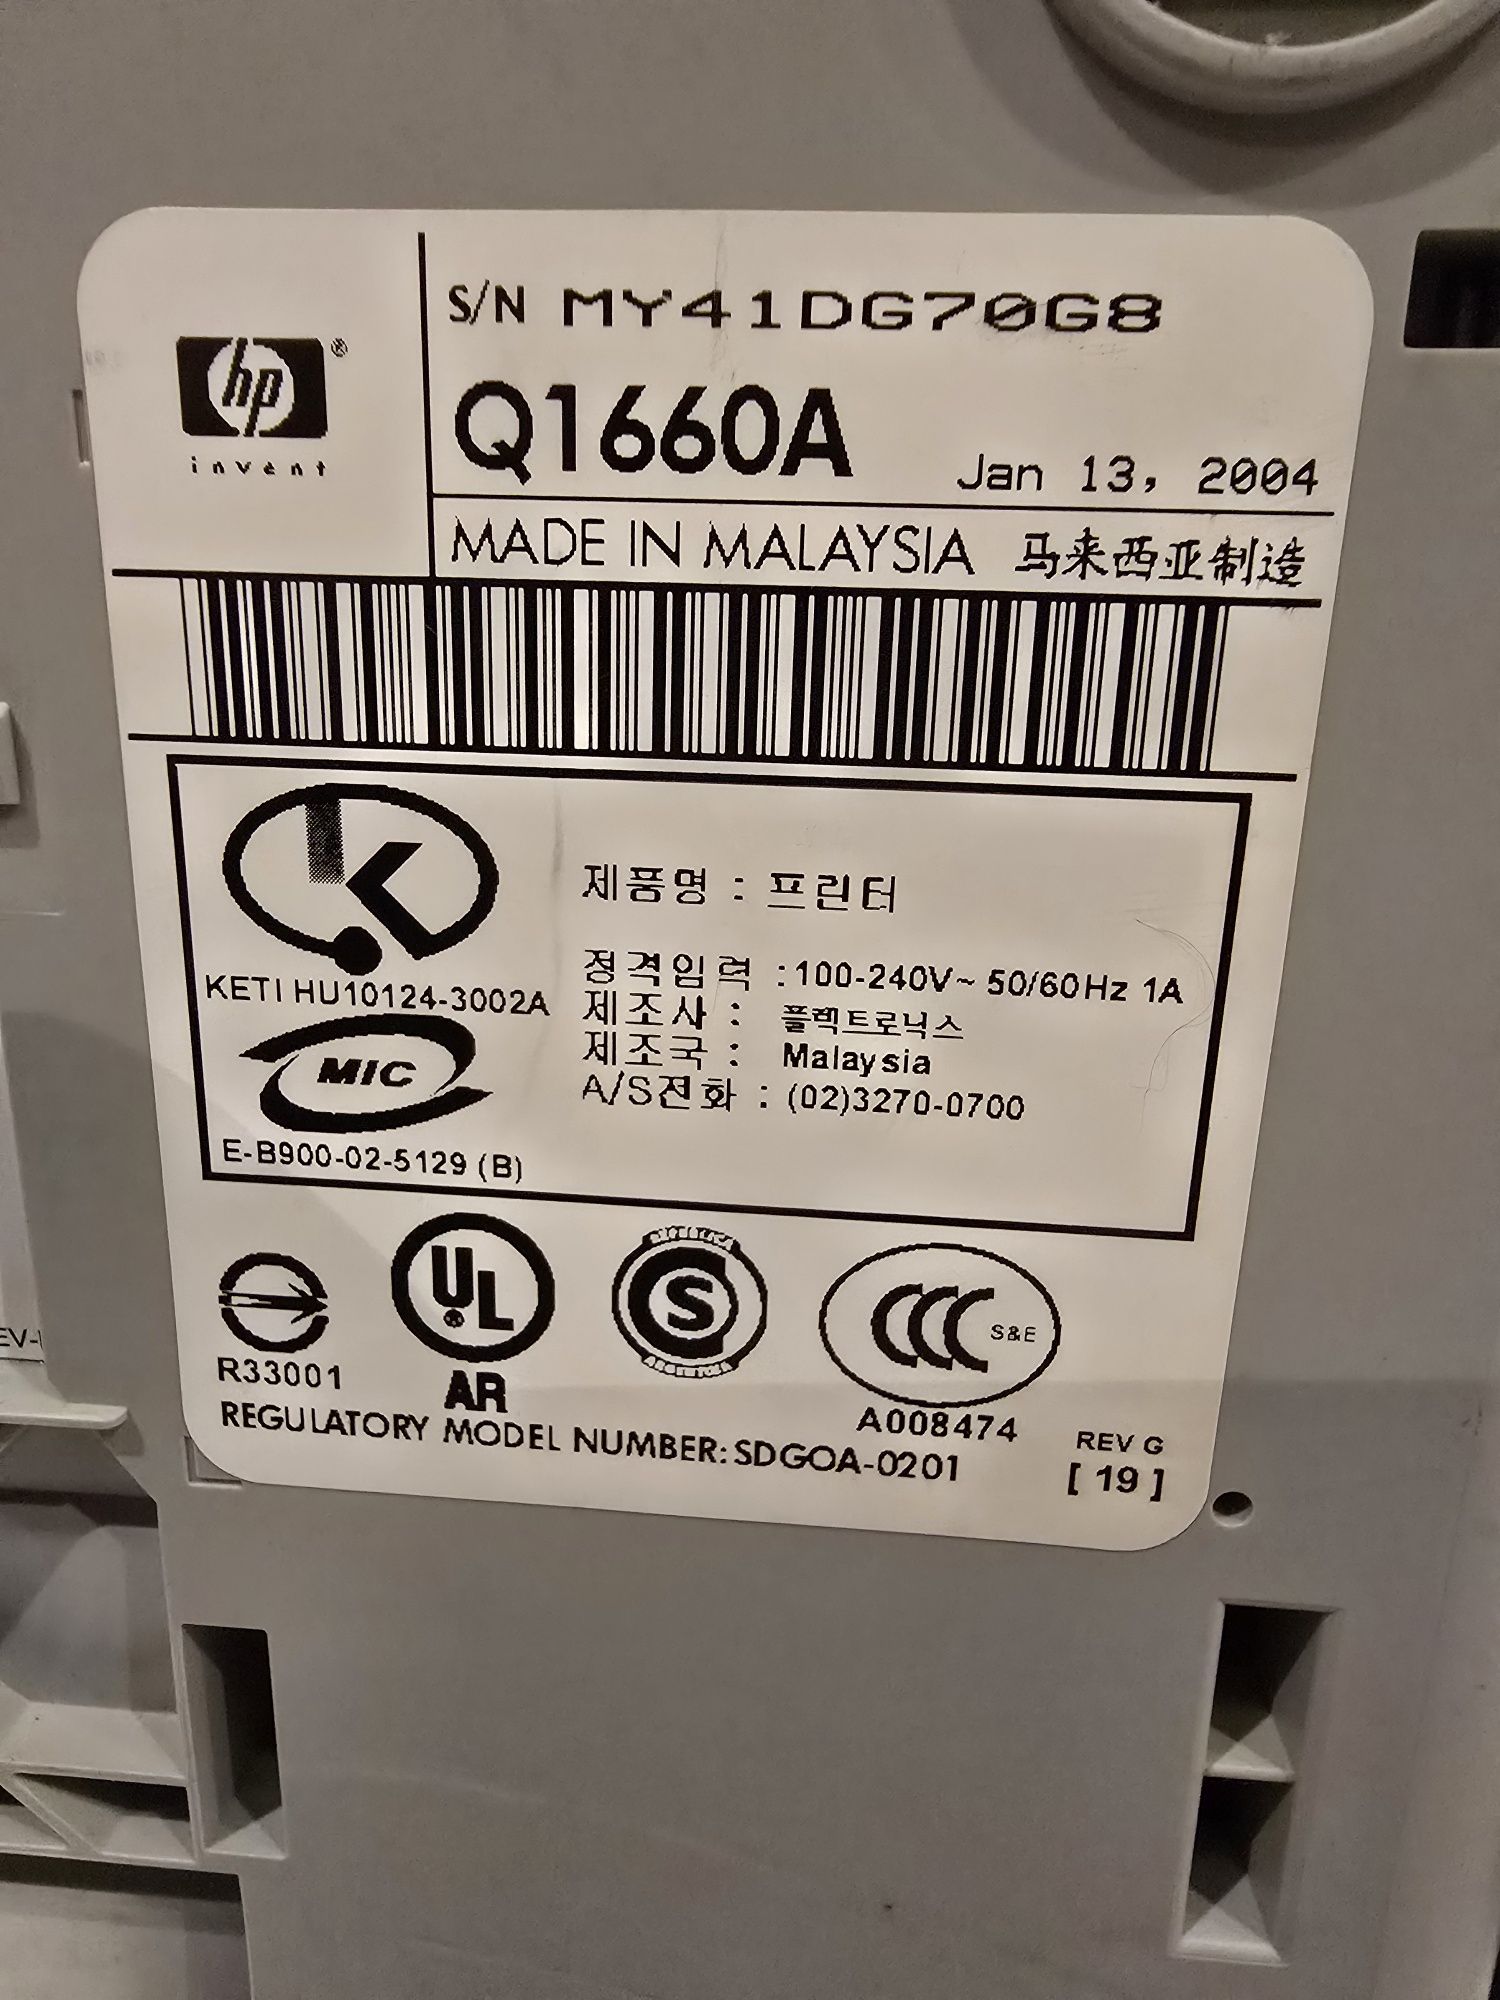 S/N MY41DG70G8
hp ®
invent
Q1660A
Jan 13, 2004
MADE IN MALAYSIA 马来西亚制造
제품명 : 프린터
KETI HU10124-3002A
정격입력 :100-240V~ 50/60Hz 1A
제조사 : 플렉트로닉스
제조국 : Malaysia
A/S전화 : (02)3270-0700
MIC
E-B900-02-5129 (B)
UL ®
S
CCC S&E
R33001
AR
A008474
REGULATORY MODEL NUMBER: SDGOA-0201
REV G
[ 19 ]